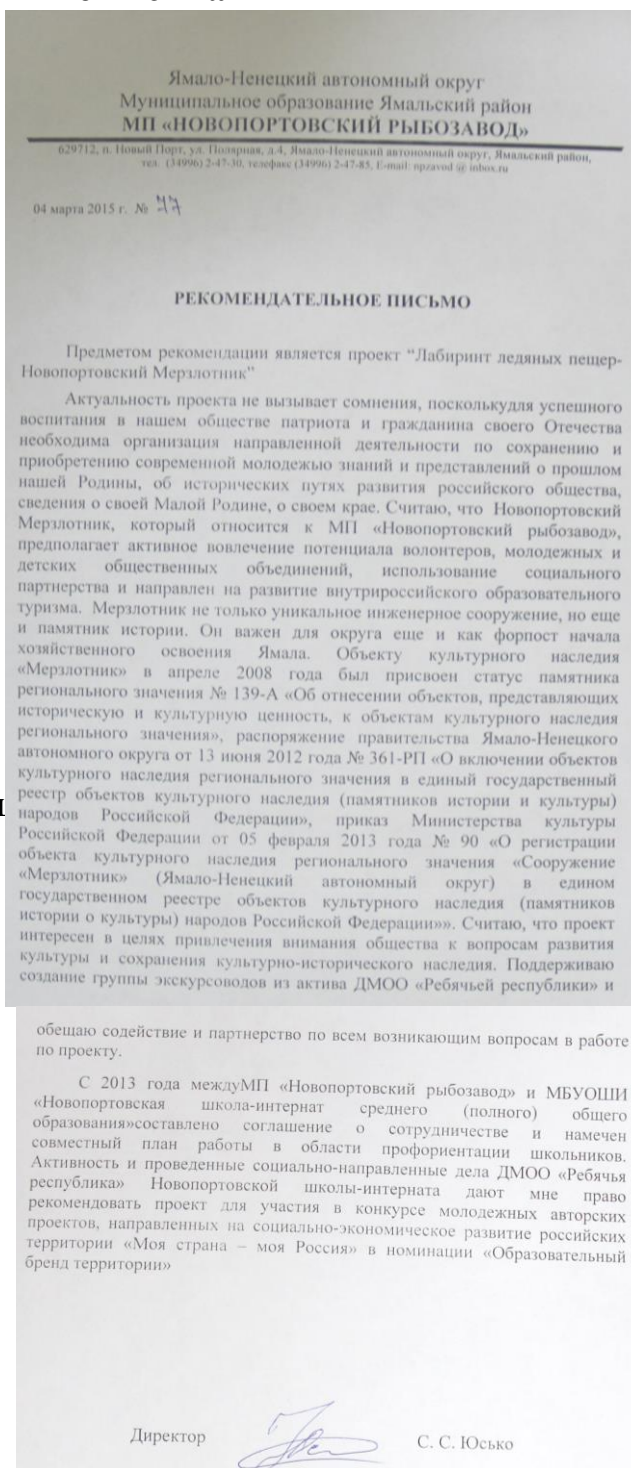 Ямало-Ненецкий автономный округ
Муниципальное образование Ямальский район
МП «НОВОПОРТОВСКИЙ РЫБОЗАВОД»
629712, п. Новый Порт, ул. Полярная, д.4, Ямало-Ненецкий автономный округ, Ямальский район,
тел. (34996) 2-47-30, телефакс (34996) 2-47-85, E-mail: npzavod @ inbox.ru
04 марта 2015 г. № 77
РЕКОМЕНДАТЕЛЬНОЕ ПИСЬМО
Предметом рекомендации является проект “Лабиринт ледяных пещер-
Новопортовский Мерзлотник”
Актуальность проекта не вызывает сомнения, посколькудля успешного
воспитания в нашем обществе патриота и гражданина своего Отечества
необходима организация направленной деятельности по сохранению и
приобретению современной молодежью знаний и представлений о прошлом
нашей Родины, об исторических путях развития российского общества,
сведения о своей Малой Родине, о своем крае. Считаю, что Новопортовский
Мерзлотник, который относится к МП «Новопортовский рыбозавод»,
предполагает активное вовлечение потенциала волонтеров, молодежных и
детских общественных объединений, использование социального
партнерства и направлен на развитие внутрироссийского образовательного
туризма. Мерзлотник не только уникальное инженерное сооружение, но еще
и памятник истории. Он важен для округа еще и как форпост начала
хозяйственного освоения Ямала. Объекту культурного наследия
«Мерзлотник» в апреле 2008 года был присвоен статус памятника
регионального значения № 139-А «Об отнесении объектов, представляющих
историческую и культурную ценность, к объектам культурного наследия
регионального значения», распоряжение правительства Ямало-Ненецкого
автономного округа от 13 июня 2012 года № 361-РП «О включении объектов
культурного наследия регионального значения в единый государственный
реестр объектов культурного наследия (памятников истории и культуры)
народов Российской Федерации», приказ Министерства культуры
Российской Федерации от 05 февраля 2013 года № 90 «О регистрации
объекта культурного наследия регионального значения «Сооружение
«Мерзлотник» (Ямало-Ненецкий автономный округ) в едином
государственном реестре объектов культурного наследия (памятников
истории о культуры) народов Российской Федерации»». Считаю, что проект
интересен в целях привлечения внимания общества к вопросам развития
культуры и сохранения культурно-исторического наследия. Поддерживаю
создание группы экскурсоводов из актива ДМОО «Ребячьей республики» и
обещаю содействие и партнерство по всем возникающим вопросам в работе
по проекту.
С 2013 года междуМП «Новопортовский рыбозавод» и МБУОШИ
«Новопортовская школа-интернат среднего (полного) общего
образования»составлено соглашение о сотрудничестве и намечен
совместный план работы в области профориентации школьников.
Активность и проведенные социально-направленные дела ДМОО «Ребячья
республика» Новопортовской школы-интерната дают мне право
рекомендовать проект для участия в конкурсе молодежных авторских
проектов, направленных на социально-экономическое развитие российских
территории «Моя страна – моя Россия» в номинации «Образовательный
бренд территории»
Директор С. С. Юсько